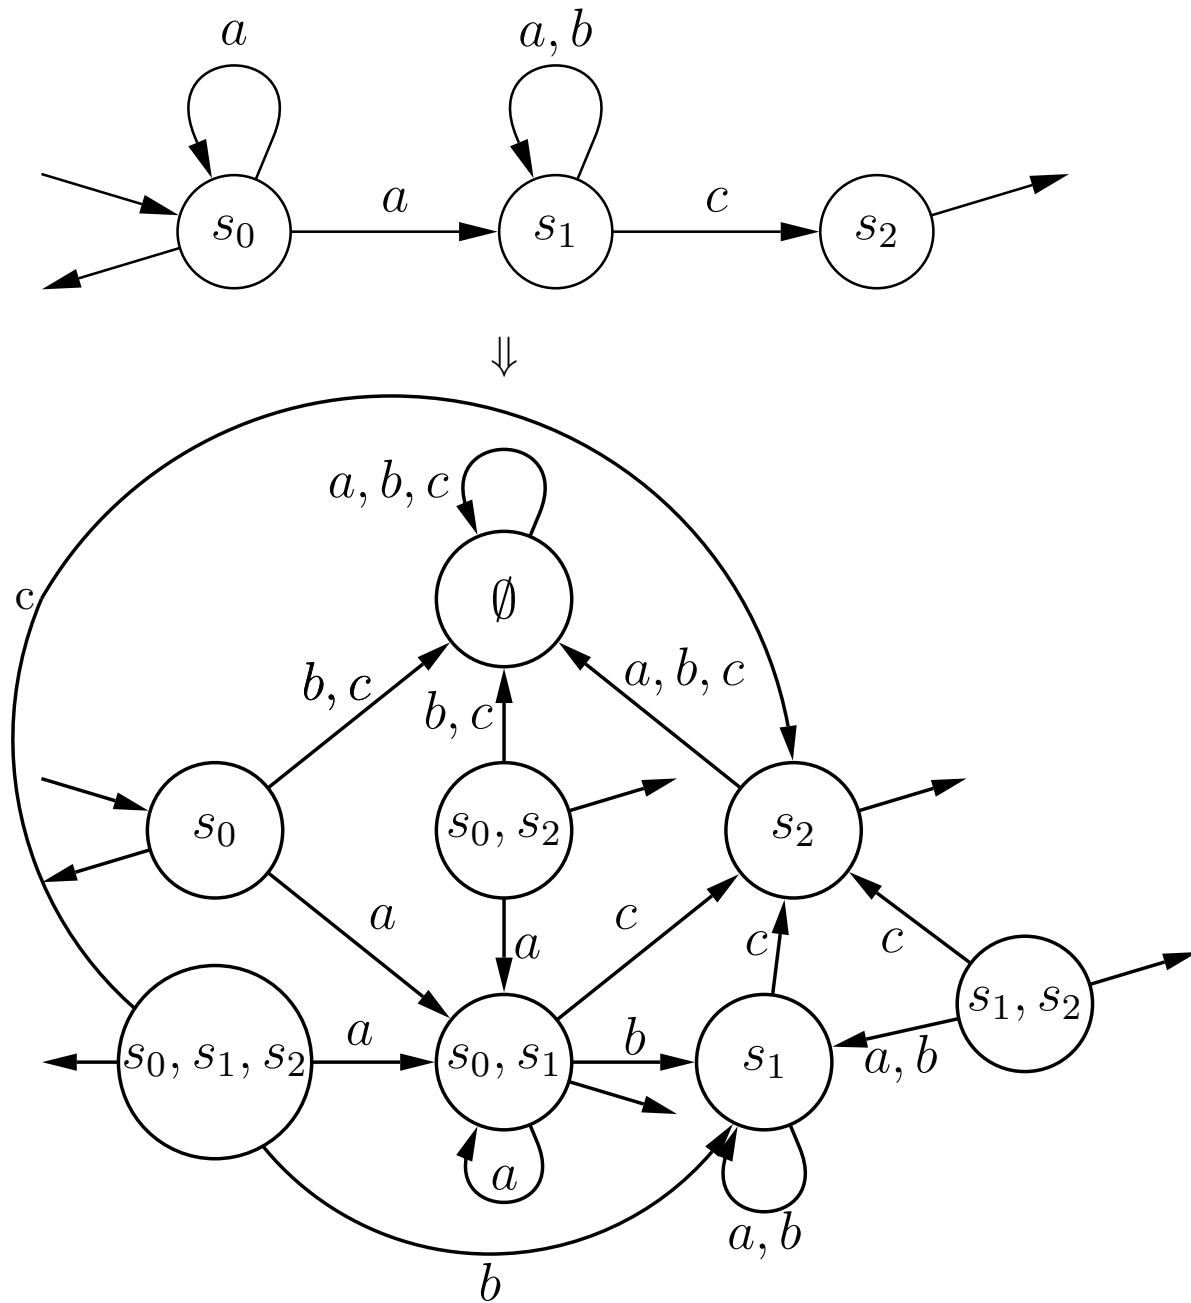 a
a, b
a
c
s₀
s₁
s₂
⇓
a, b, c
∅
c
b, c
a, b, c
b, c
s₀
s₀, s₂
s₂
a
a
c
c
c
s₁, s₂
a
b
s₀, s₁, s₂
s₀, s₁
s₁
a, b
a
a, b
b